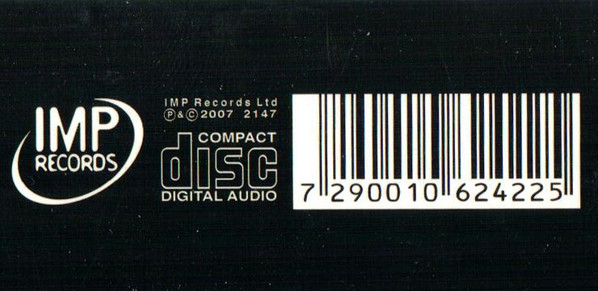 IMP
RECORDS
IMP Records Ltd
℗&©2007 2147
COMPACT
disc
DIGITAL AUDIO
7 290010 624225